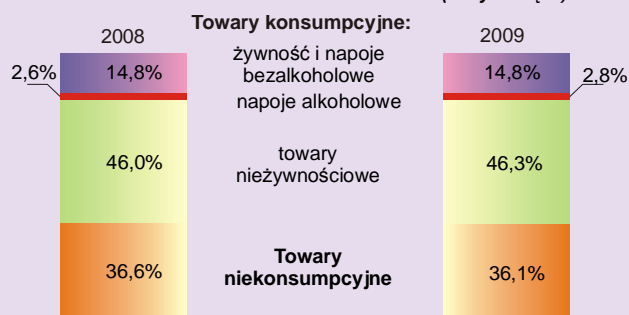 Towary konsumpcyjne:
2008
2009
żywność i napoje
bezalkoholowe
2,6%
14,8%
14,8%
2,8%
napoje alkoholowe
46,0%
towary
nieżywnościowe
46,3%
36,6%
Towary
niekonsumpcyjne
36,1%